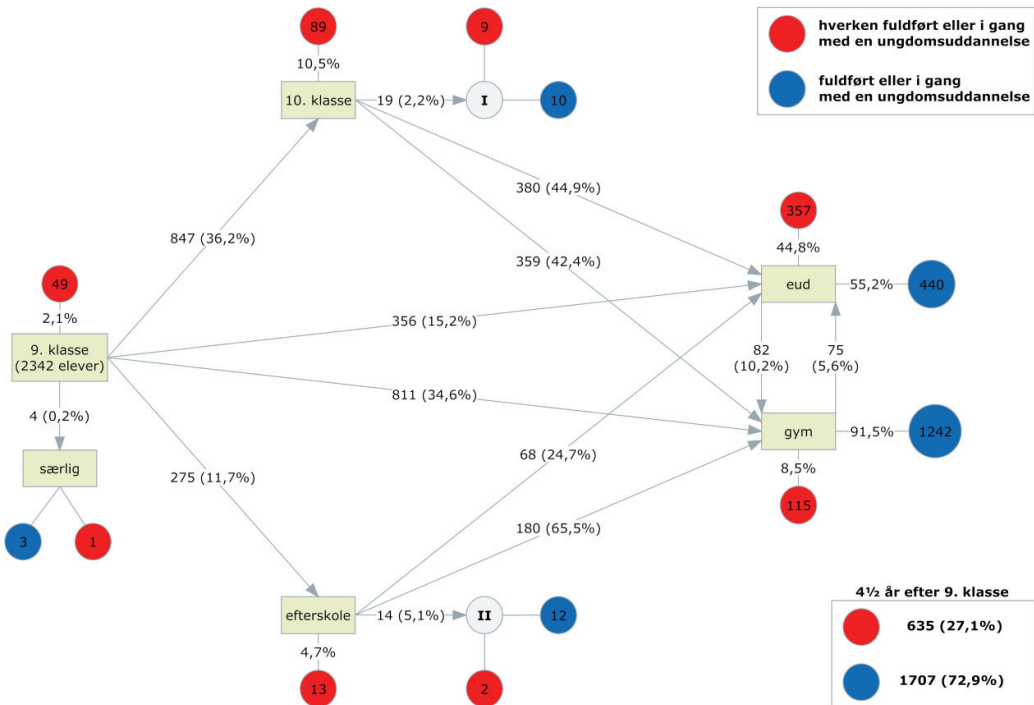 89
9
hverken fuldført eller i gang
med en ungdomsuddannelse
10,5%
fuldført eller i gang
med en ungdomsuddannelse
10. klasse
19 (2,2%)
I
10
380 (44,9%)
357
847 (36,2%)
359 (42,4%)
44,8%
49
eud
55,2%
440
2,1%
356 (15,2%)
9. klasse
(2342 elever)
82
(10,2%)
75
(5,6%)
811 (34,6%)
4 (0,2%)
gym
91,5%
1242
særlig
275 (11,7%)
68 (24,7%)
8,5%
115
180 (65,5%)
3
1
4½ år efter 9. klasse
efterskole
14 (5,1%)
II
12
635 (27,1%)
4,7%
13
2
1707 (72,9%)